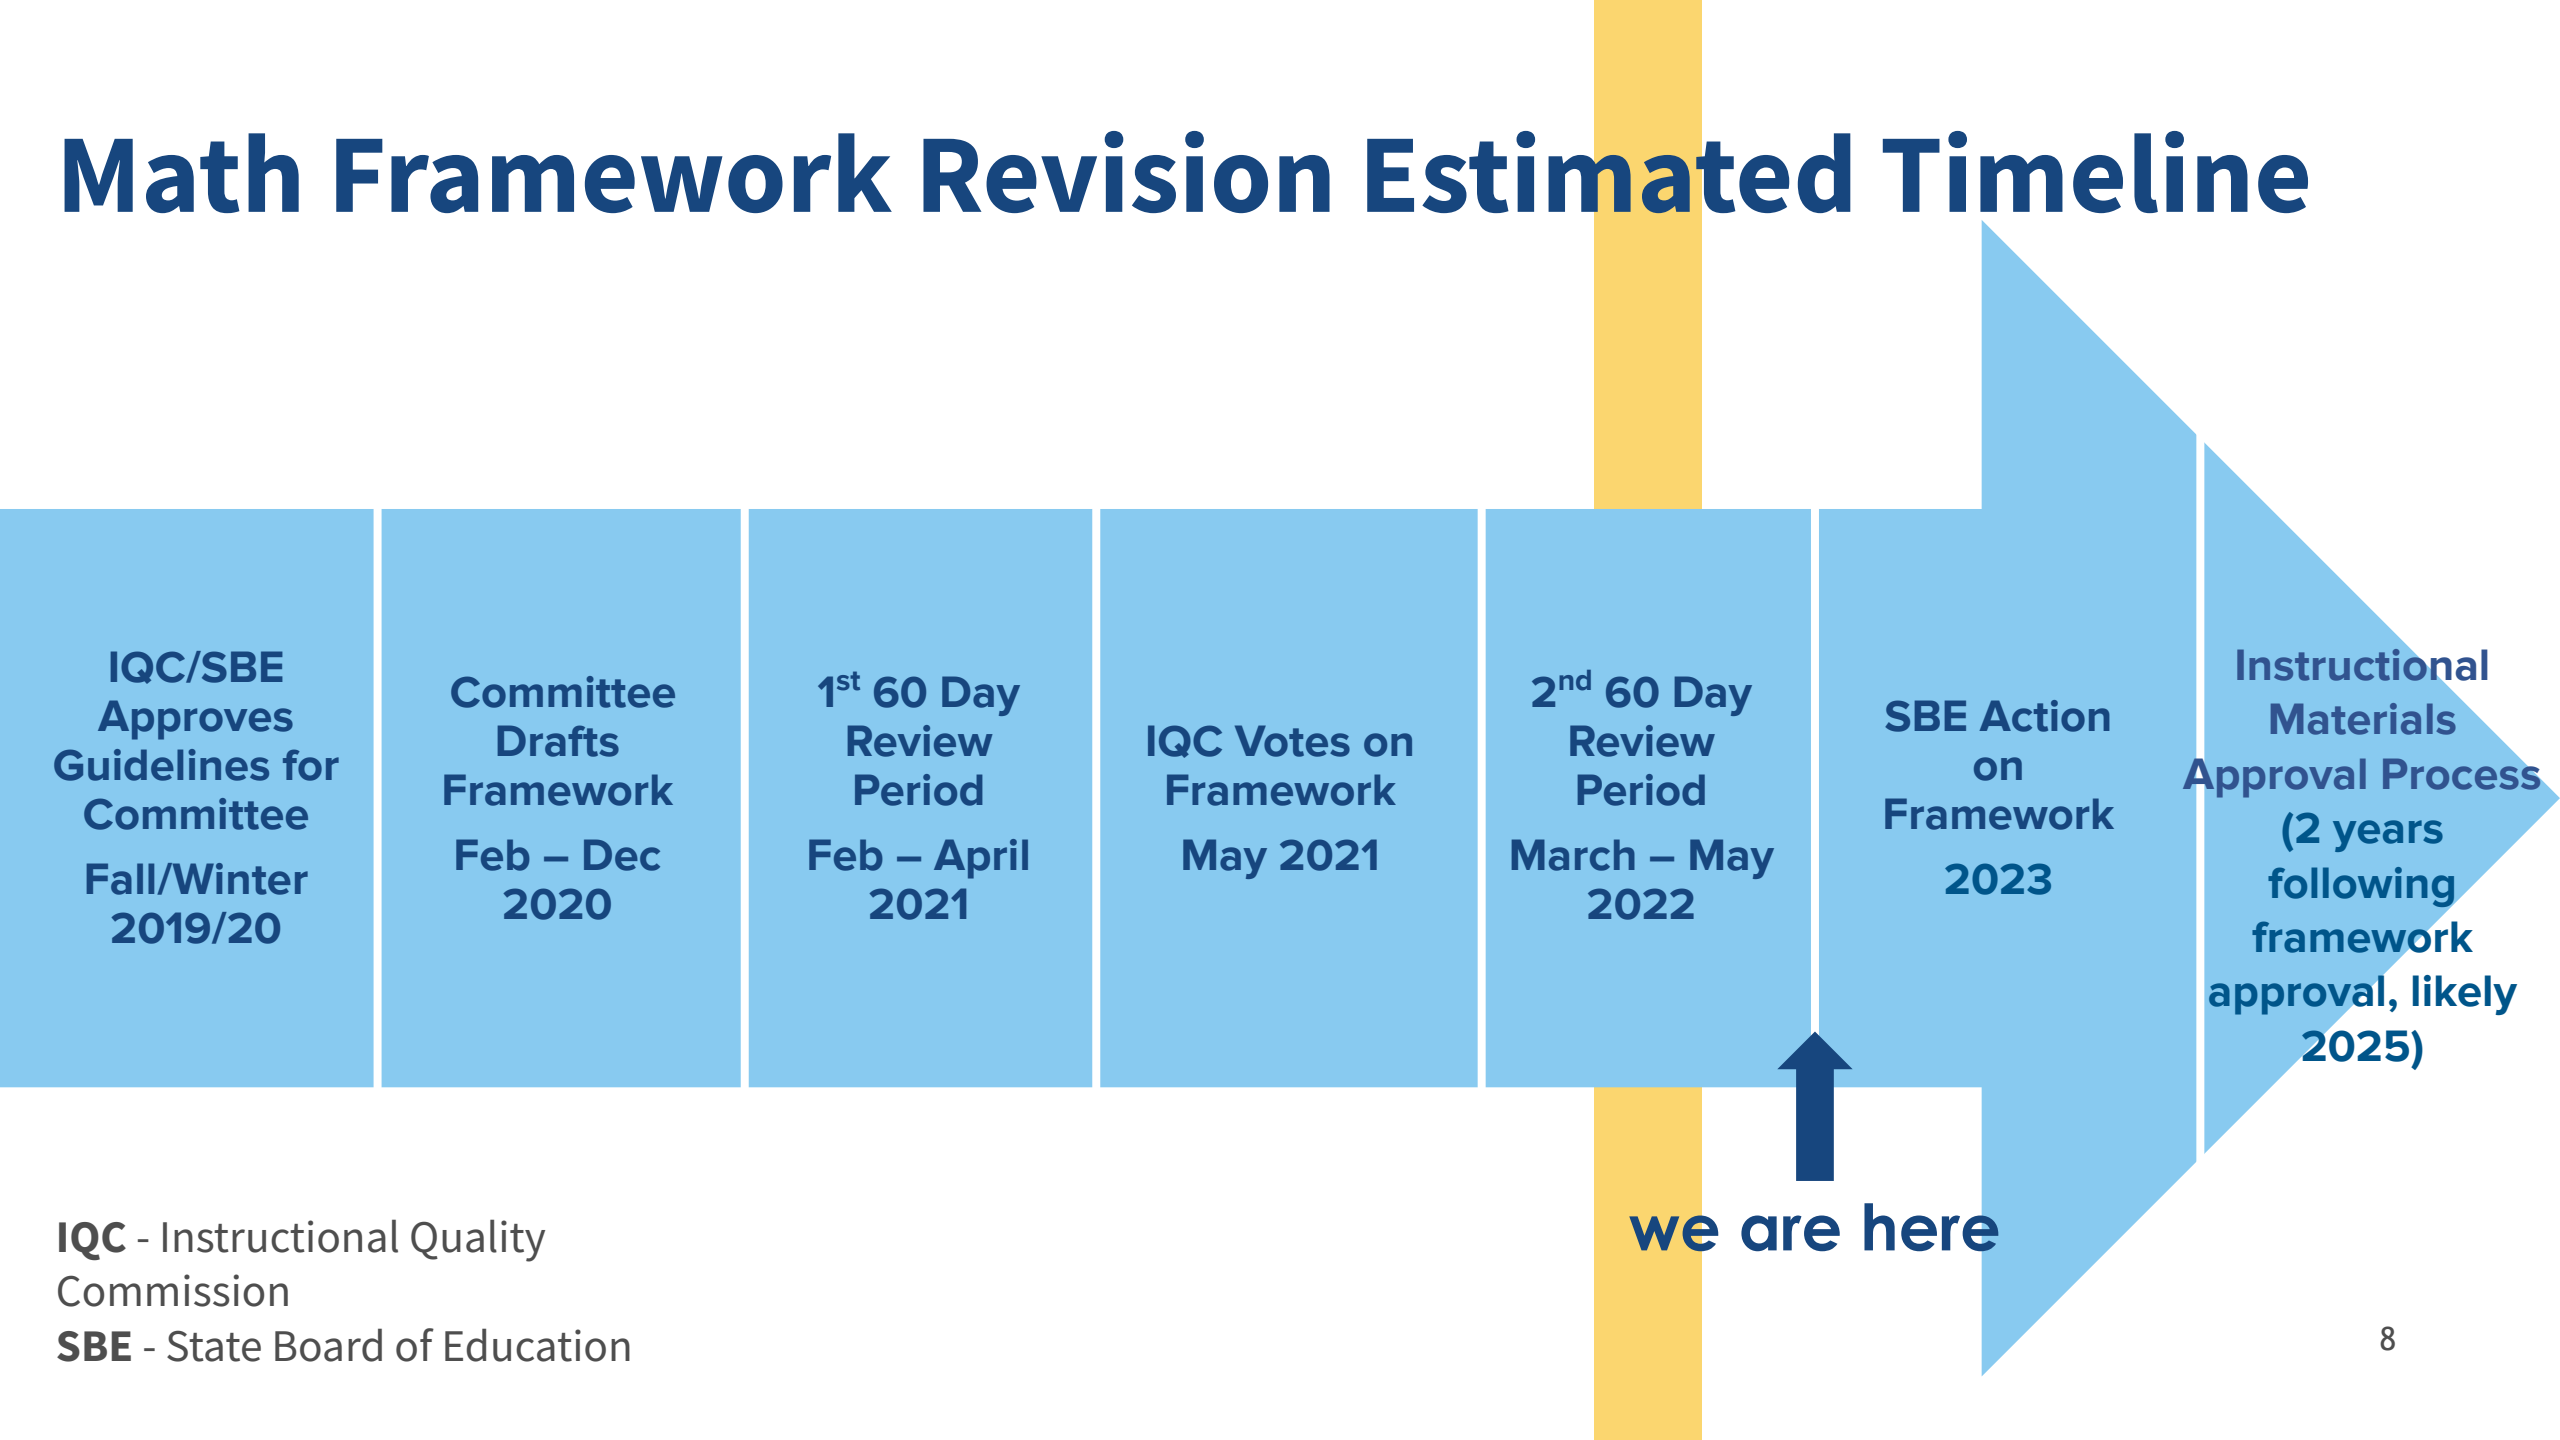 Math Framework Revision Estimated Timeline
IQC/SBE
Approves
Guidelines for
Committee
Fall/Winter
2019/20
Committee
Drafts
Framework
Feb – Dec
2020
1st 60 Day
Review
Period
Feb – April
2021
IQC Votes on
Framework
May 2021
2nd 60 Day
Review
Period
March – May
2022
SBE Action
on
Framework
2023
Instructional
Materials
Approval Process
(2 years
following
framework
approval, likely
2025)
we are here
IQC - Instructional Quality
Commission
SBE - State Board of Education
8